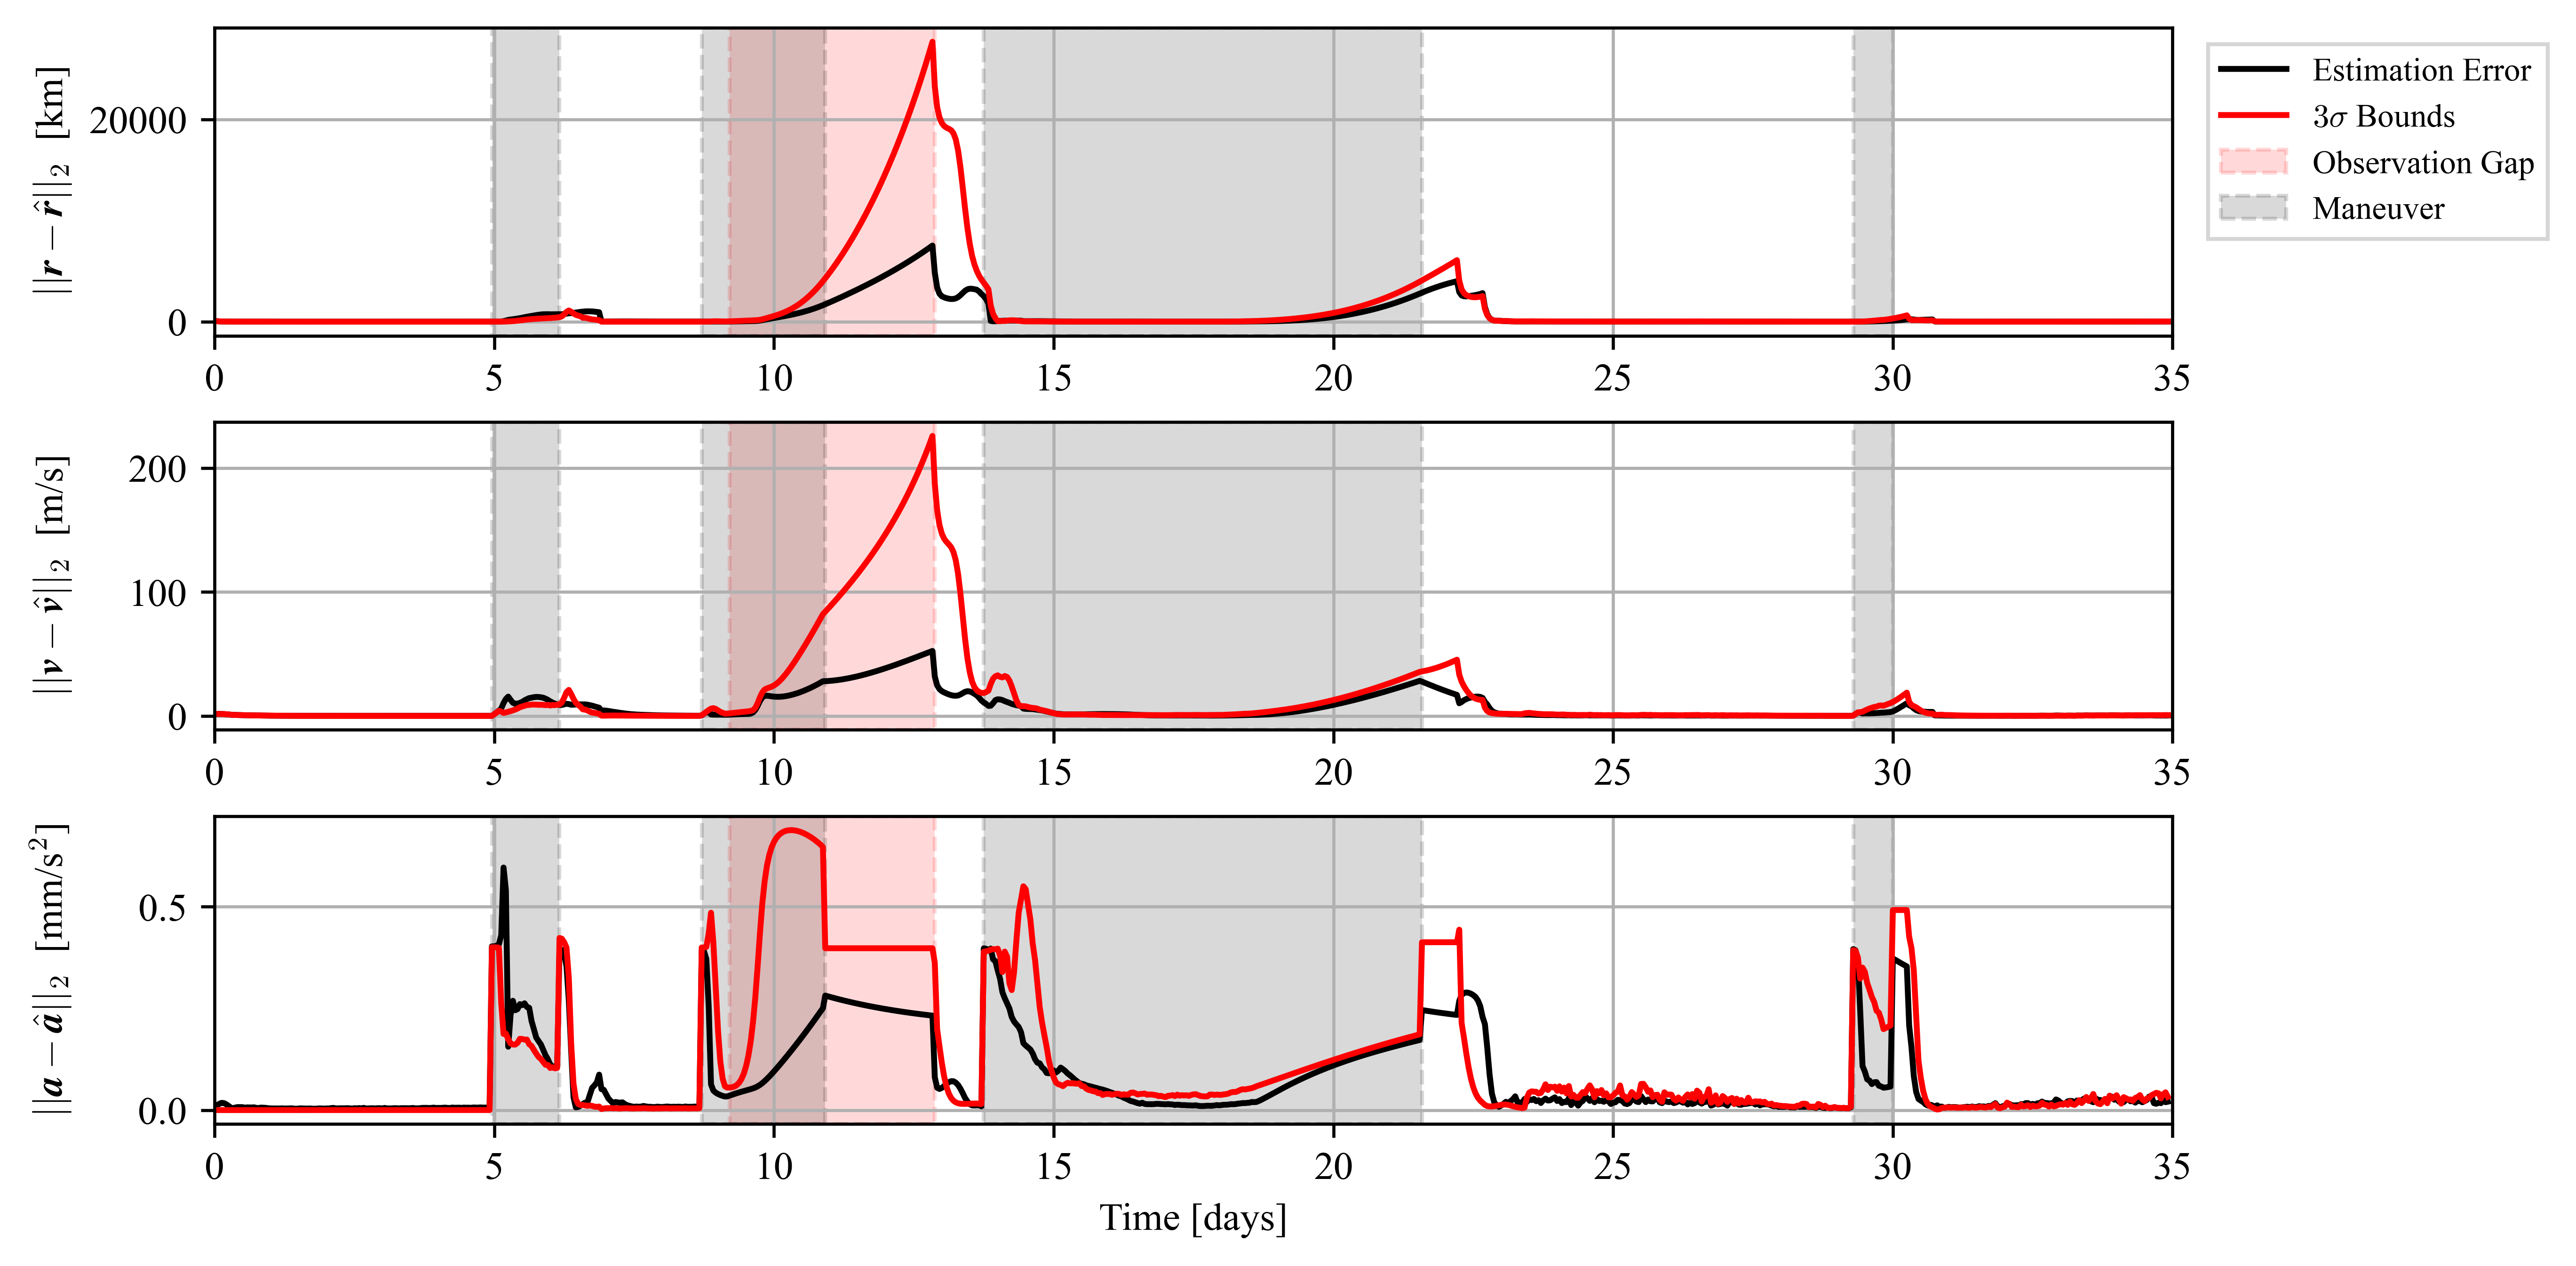 ||r − r̂||₂ [km]
20000
0
0 5 10 15 20 25 30 35
Estimation Error
3σ Bounds
Observation Gap
Maneuver
||v − v̂||₂ [m/s]
200
100
0
0 5 10 15 20 25 30 35
||a − â||₂ [mm/s²]
0.5
0.0
0 5 10 15 20 25 30 35
Time [days]